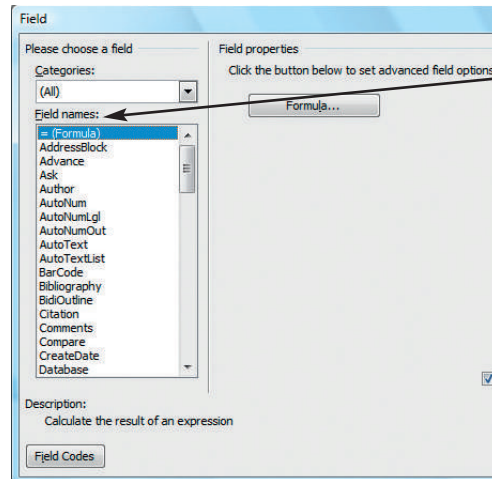 Field
Please choose a field
Field properties
Categories:
Click the button below to set advanced field options
(All)
Formula...
Field names:
= (Formula)
AddressBlock
Advance
Ask
Author
AutoNum
AutoNumLgl
AutoNumOut
AutoText
AutoTextList
BarCode
Bibliography
BidiOutline
Citation
Comments
Compare
CreateDate
Database
Description:
Calculate the result of an expression
Field Codes